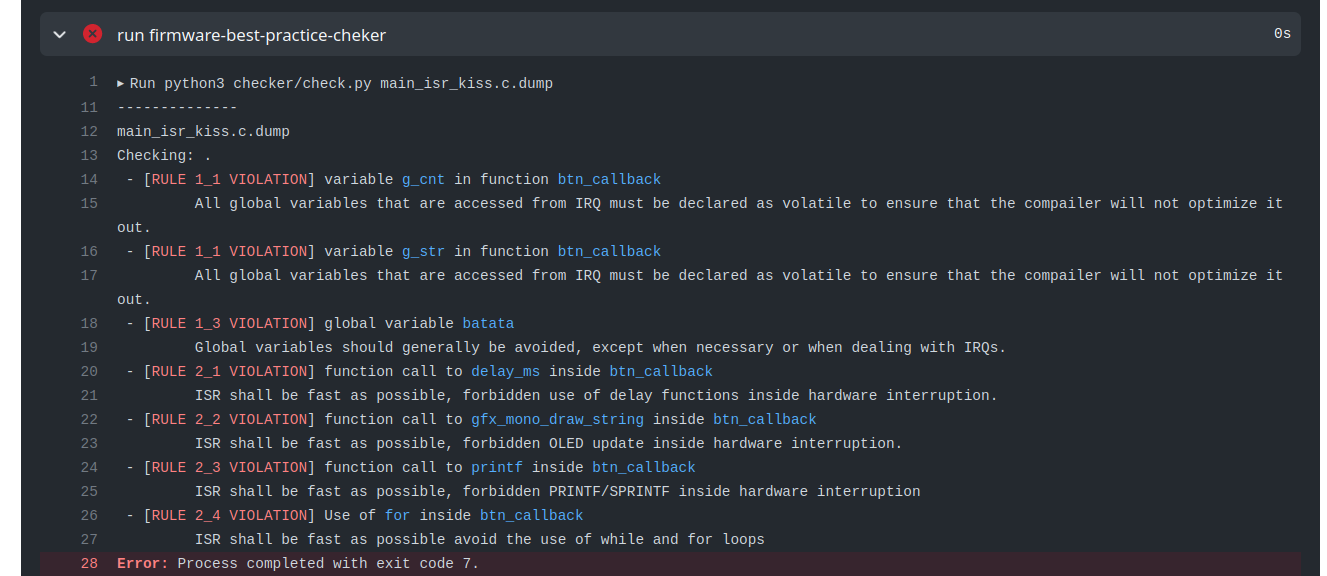 run firmware-best-practice-cheker 0s
1 ▸ Run python3 checker/check.py main_isr_kiss.c.dump
11 --------------
12 main_isr_kiss.c.dump
13 Checking: .
14 - [RULE 1_1 VIOLATION] variable g_cnt in function btn_callback
15 All global variables that are accessed from IRQ must be declared as volatile to ensure that the compailer will not optimize it
out.
16 - [RULE 1_1 VIOLATION] variable g_str in function btn_callback
17 All global variables that are accessed from IRQ must be declared as volatile to ensure that the compailer will not optimize it
out.
18 - [RULE 1_3 VIOLATION] global variable batata
19 Global variables should generally be avoided, except when necessary or when dealing with IRQs.
20 - [RULE 2_1 VIOLATION] function call to delay_ms inside btn_callback
21 ISR shall be fast as possible, forbidden use of delay functions inside hardware interruption.
22 - [RULE 2_2 VIOLATION] function call to gfx_mono_draw_string inside btn_callback
23 ISR shall be fast as possible, forbidden OLED update inside hardware interruption.
24 - [RULE 2_3 VIOLATION] function call to printf inside btn_callback
25 ISR shall be fast as possible, forbidden PRINTF/SPRINTF inside hardware interruption
26 - [RULE 2_4 VIOLATION] Use of for inside btn_callback
27 ISR shall be fast as possible avoid the use of while and for loops
28 Error: Process completed with exit code 7.